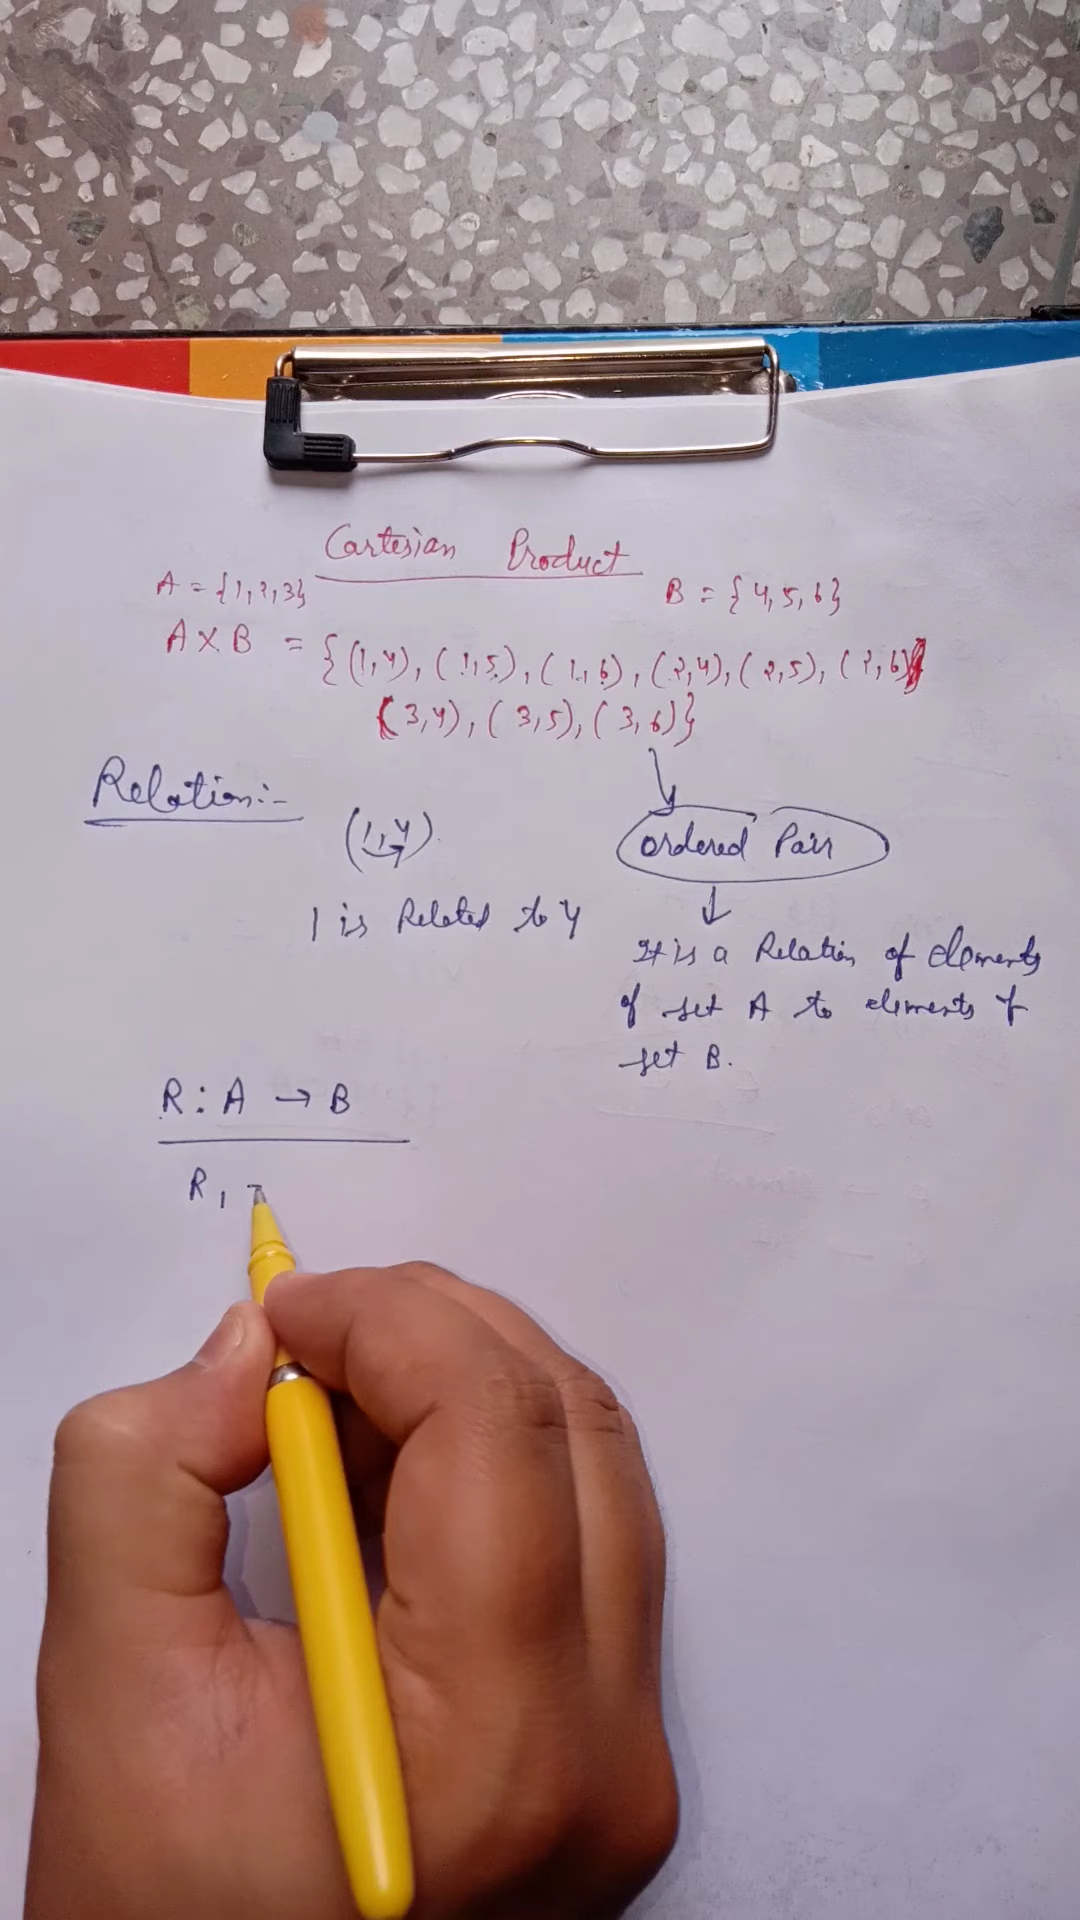 Cartesian Product
A = {1,2,3}
B = {4,5,6}
A X B = {(1,4), (1,5), (1,6), (2,4), (2,5), (2,6)
(3,4), (3,5), (3,6)}
Relation:-
(1,4).
ordered Pair
1 is Related to 4
It is a Relation of elements
of set A to elements of
set B.
R : A → B
R,